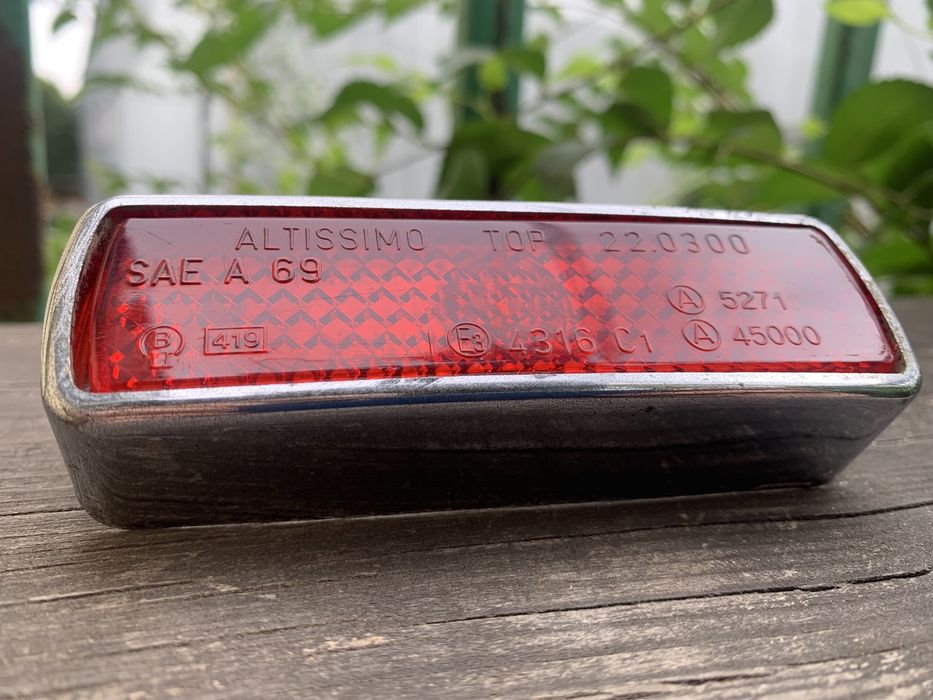 ALTISSIMO TOP 22.0300
SAE A 69
A 5271
B 419 E3 4316 C1 A 45000